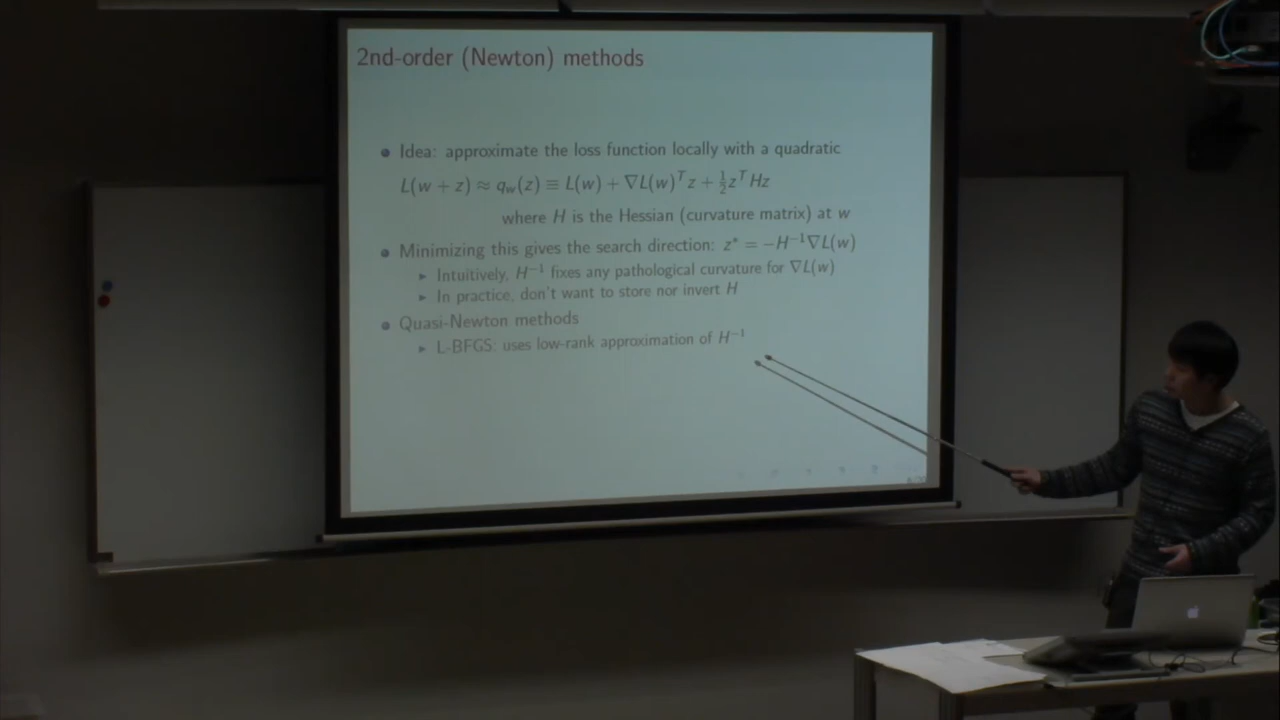 2nd-order (Newton) methods
Idea: approximate the loss function locally with a quadratic
L(w + z) ≈ q_w(z) ≡ L(w) + ∇L(w)^T z + ½z^T Hz
where H is the Hessian (curvature matrix) at w
Minimizing this gives the search direction: z* = −H⁻¹∇L(w)
Intuitively, H⁻¹ fixes any pathological curvature for ∇L(w)
In practice, don't want to store nor invert H
Quasi-Newton methods
L-BFGS: uses low-rank approximation of H⁻¹